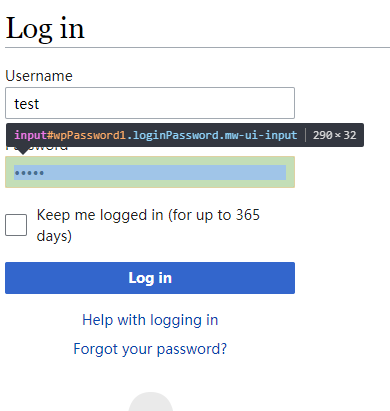 Log in
Username
test
input#wpPassword1.loginPassword.mw-ui-input 290 × 32
Password
•••••
Keep me logged in (for up to 365
days)
Log in
Help with logging in
Forgot your password?